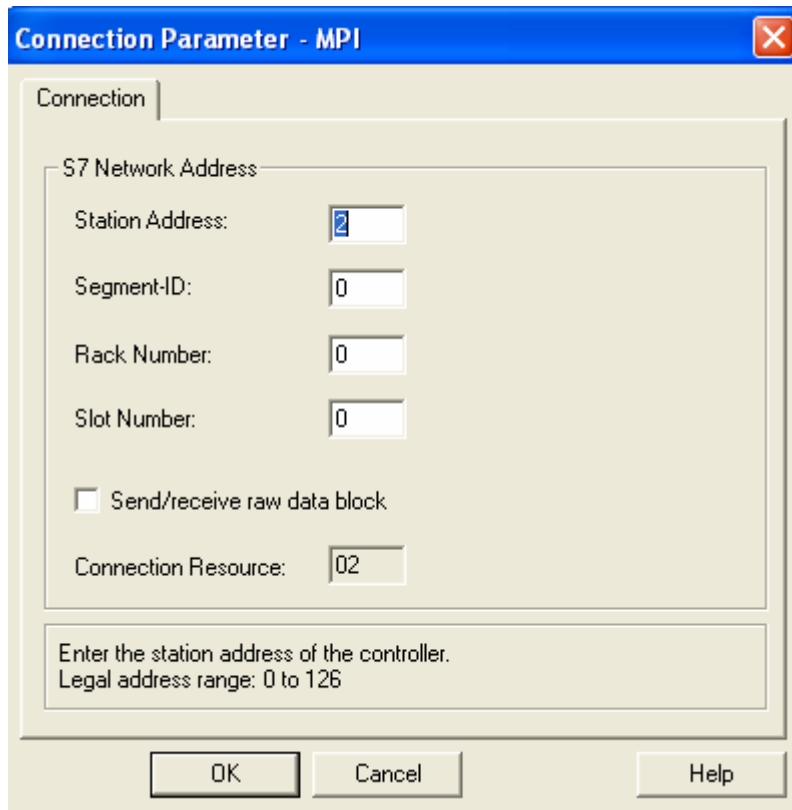 Connection Parameter - MPI
Connection
S7 Network Address
Station Address: 2
Segment-ID: 0
Rack Number: 0
Slot Number: 0
Send/receive raw data block
Connection Resource: 02
Enter the station address of the controller.
Legal address range: 0 to 126
OK Cancel Help